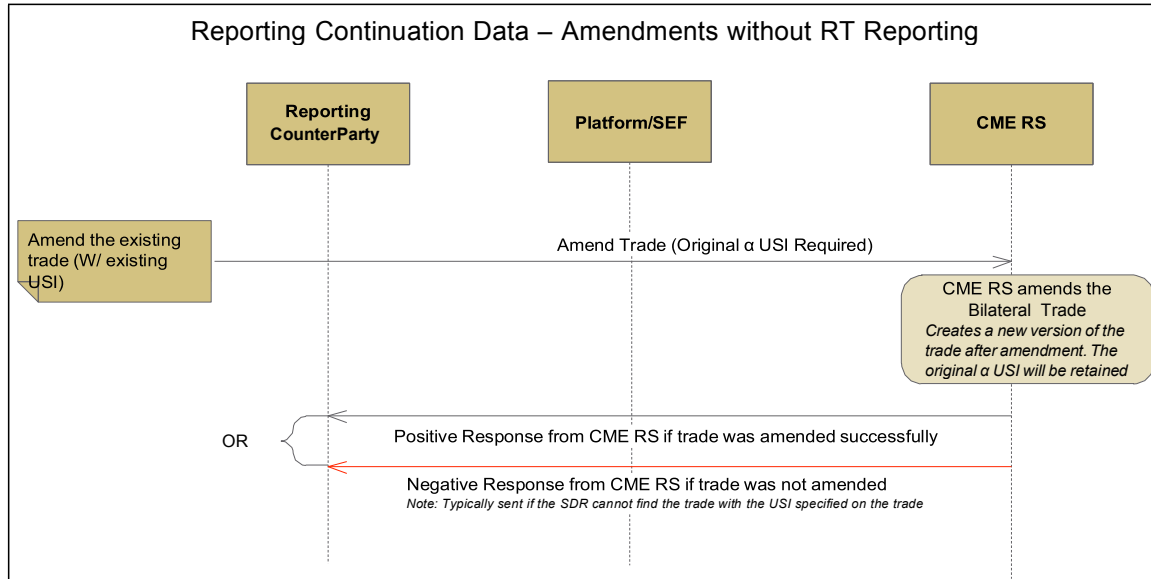 Reporting Continuation Data – Amendments without RT Reporting
Reporting
CounterParty
Platform/SEF
CME RS
Amend the existing
trade (W/ existing
USI)
Amend Trade (Original α USI Required)
CME RS amends the
Bilateral Trade
Creates a new version of the
trade after amendment. The
original α USI will be retained
OR
Positive Response from CME RS if trade was amended successfully
Negative Response from CME RS if trade was not amended
Note: Typically sent if the SDR cannot find the trade with the USI specified on the trade